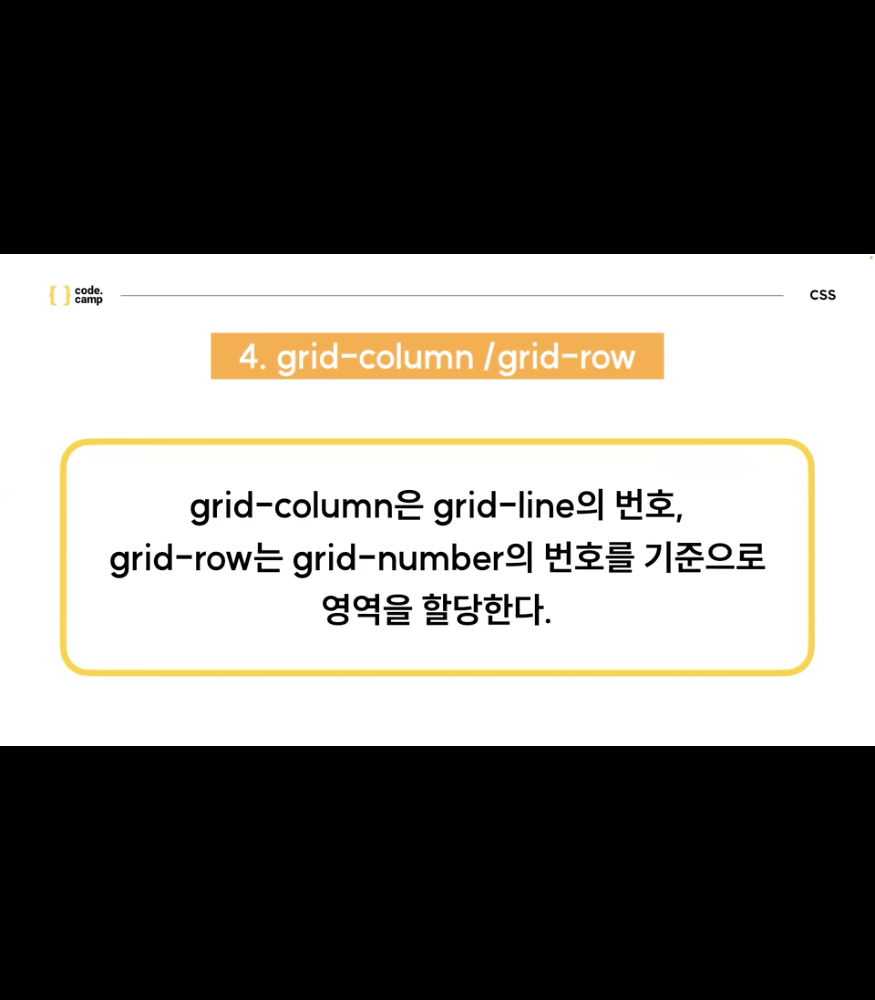 { } code.
camp
CSS
4. grid-column /grid-row
grid-column은 grid-line의 번호,
grid-row는 grid-number의 번호를 기준으로
영역을 할당한다.